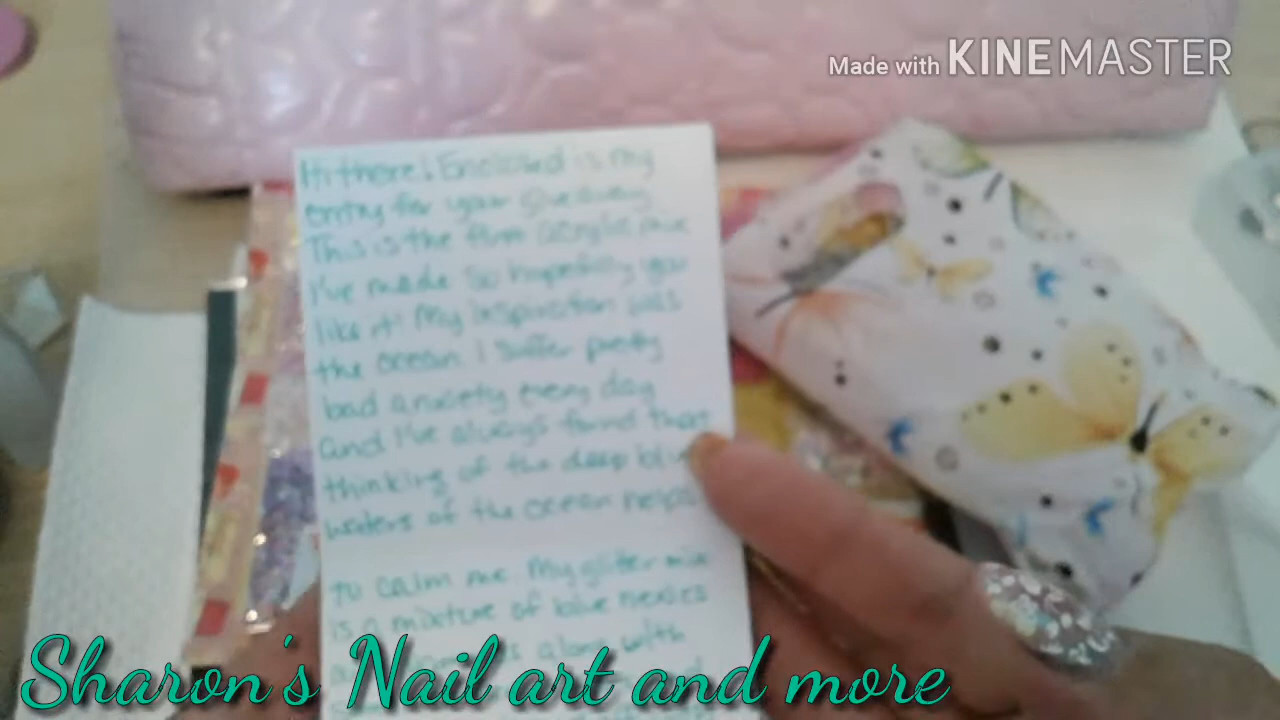 Made with KINEMASTER
Hi there! Enclosed is my
entry for your giveaway
This is the first acrylic mix
I've made so hopefully you
like it! My inspiration was
the ocean. I suffer pretty
bad anxiety every day
and I've always found that
thinking of the deep blue
waters of the ocean helps
to calm me. My glitter mix
is a mixture of blue
along with
Sharon's Nail art and more